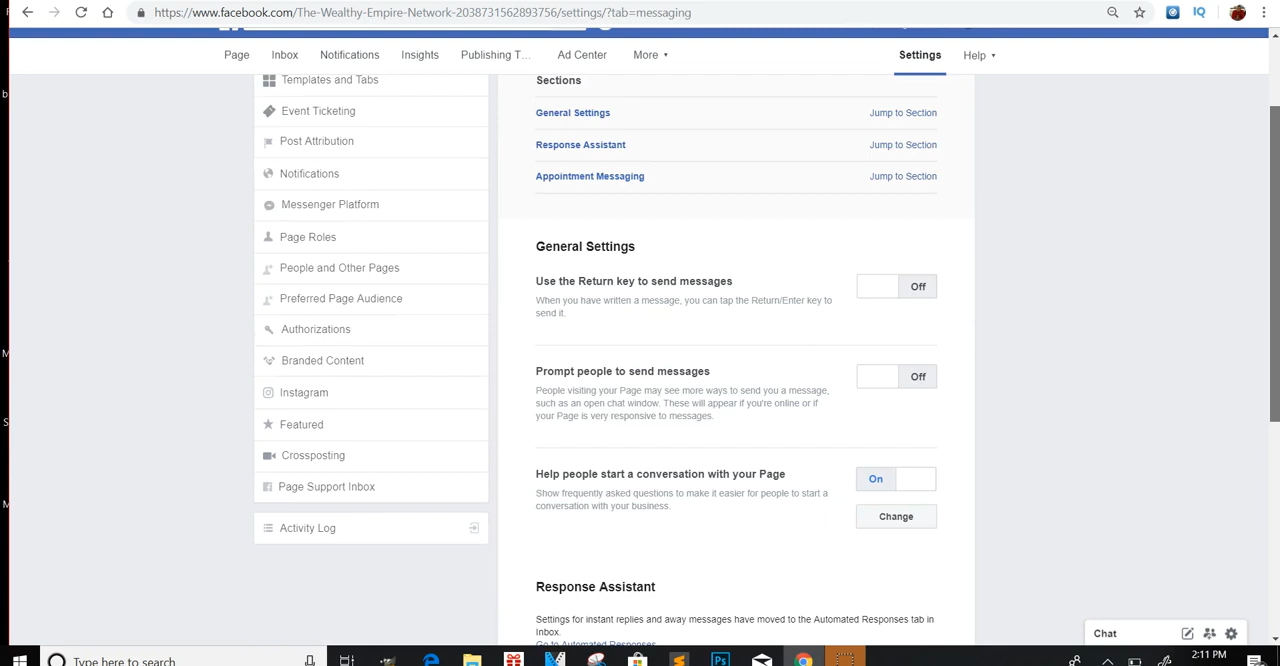 https://www.facebook.com/The-Wealthy-Empire-Network-2038731562893756/settings/?tab=messaging
IQ
Page
Inbox
Notifications
Insights
Publishing T...
Ad Center
More
Settings
Help
Templates and Tabs
Event Ticketing
Post Attribution
Notifications
Messenger Platform
Page Roles
People and Other Pages
Preferred Page Audience
Authorizations
Branded Content
Instagram
Featured
Crossposting
Page Support Inbox
Activity Log
Sections
General Settings
Jump to Section
Response Assistant
Jump to Section
Appointment Messaging
Jump to Section
General Settings
Use the Return key to send messages
When you have written a message, you can tap the Return/Enter key to
send it.
Off
Prompt people to send messages
People visiting your Page may see more ways to send you a message,
such as an open chat window. These will appear if you're online or if
your Page is very responsive to messages.
Off
Help people start a conversation with your Page
Show frequently asked questions to make it easier for people to start a
conversation with your business.
On
Change
Response Assistant
Settings for instant replies and away messages have moved to the Automated Responses tab in
Inbox.
Go to Automated Responses
Chat
Type here to search
Ps
2:11 PM